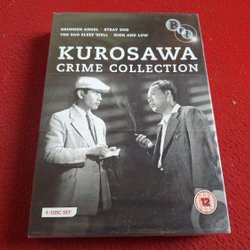 BFI
DRUNKEN ANGEL · STRAY DOG
THE BAD SLEEP WELL · HIGH AND LOW
KUROSAWA
CRIME COLLECTION
4-DISC SET
12